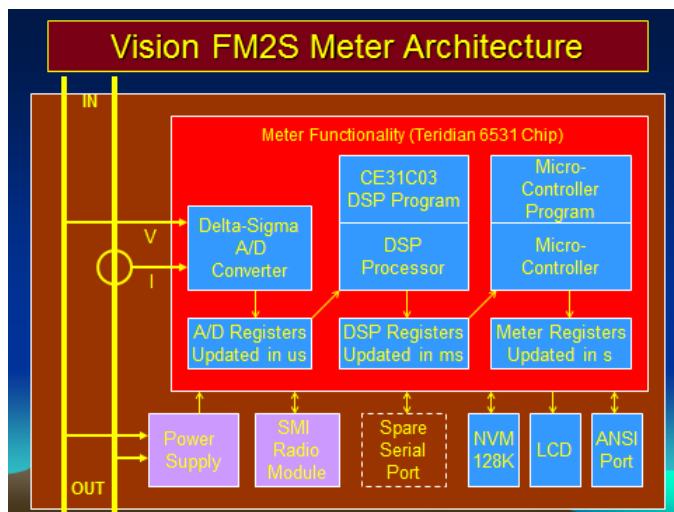 Vision FM2S Meter Architecture
IN
Meter Functionality (Teridian 6531 Chip)
CE31C03
DSP Program
Micro-
Controller
Program
Delta-Sigma
A/D
Converter
DSP
Processor
Micro-
Controller
V
I
A/D Registers
Updated in us
DSP Registers
Updated in ms
Meter Registers
Updated in s
Power
Supply
SMI
Radio
Module
Spare
Serial
Port
NVM
128K
LCD
ANSI
Port
OUT